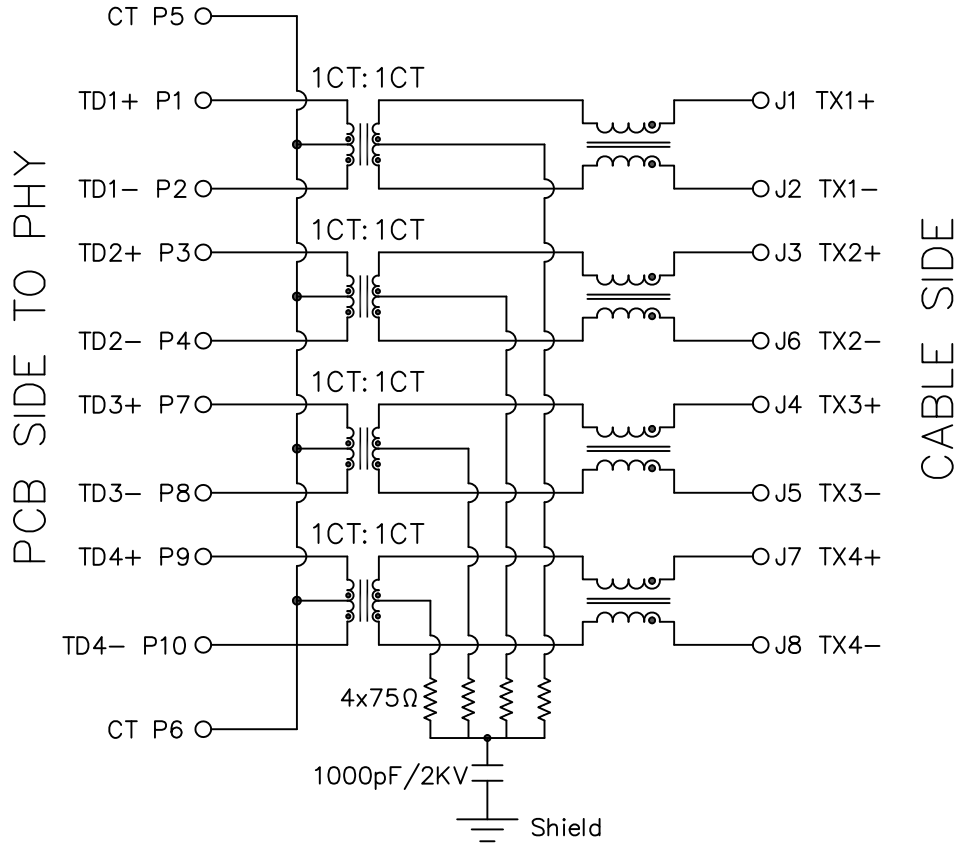 CT P5
1CT: 1CT
TD1+ P1
J1 TX1+
TD1− P2
J2 TX1−
1CT: 1CT
TD2+ P3
J3 TX2+
TD2− P4
J6 TX2−
1CT: 1CT
TD3+ P7
J4 TX3+
TD3− P8
J5 TX3−
1CT: 1CT
TD4+ P9
J7 TX4+
TD4− P10
J8 TX4−
4x75Ω
CT P6
1000pF/2KV
Shield
PCB SIDE TO PHY
CABLE SIDE